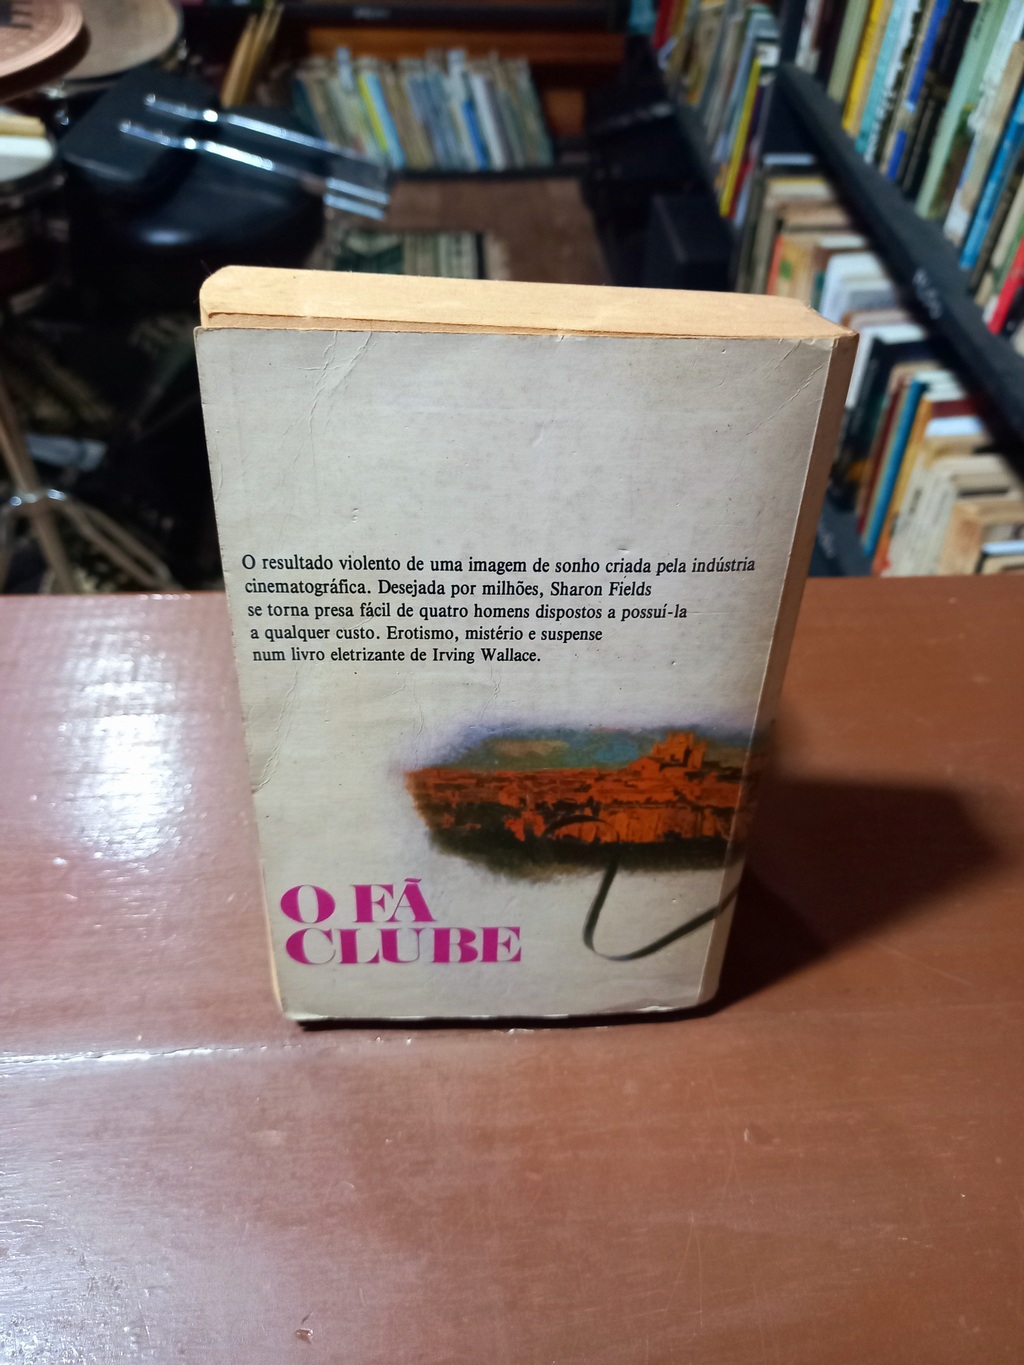 O resultado violento de uma imagem de sonho criada pela indústria
cinematográfica. Desejada por milhões, Sharon Fields
se torna presa fácil de quatro homens dispostos a possuí-la
a qualquer custo. Erotismo, mistério e suspense
num livro eletrizante de Irving Wallace.
O FÃ
CLUBE